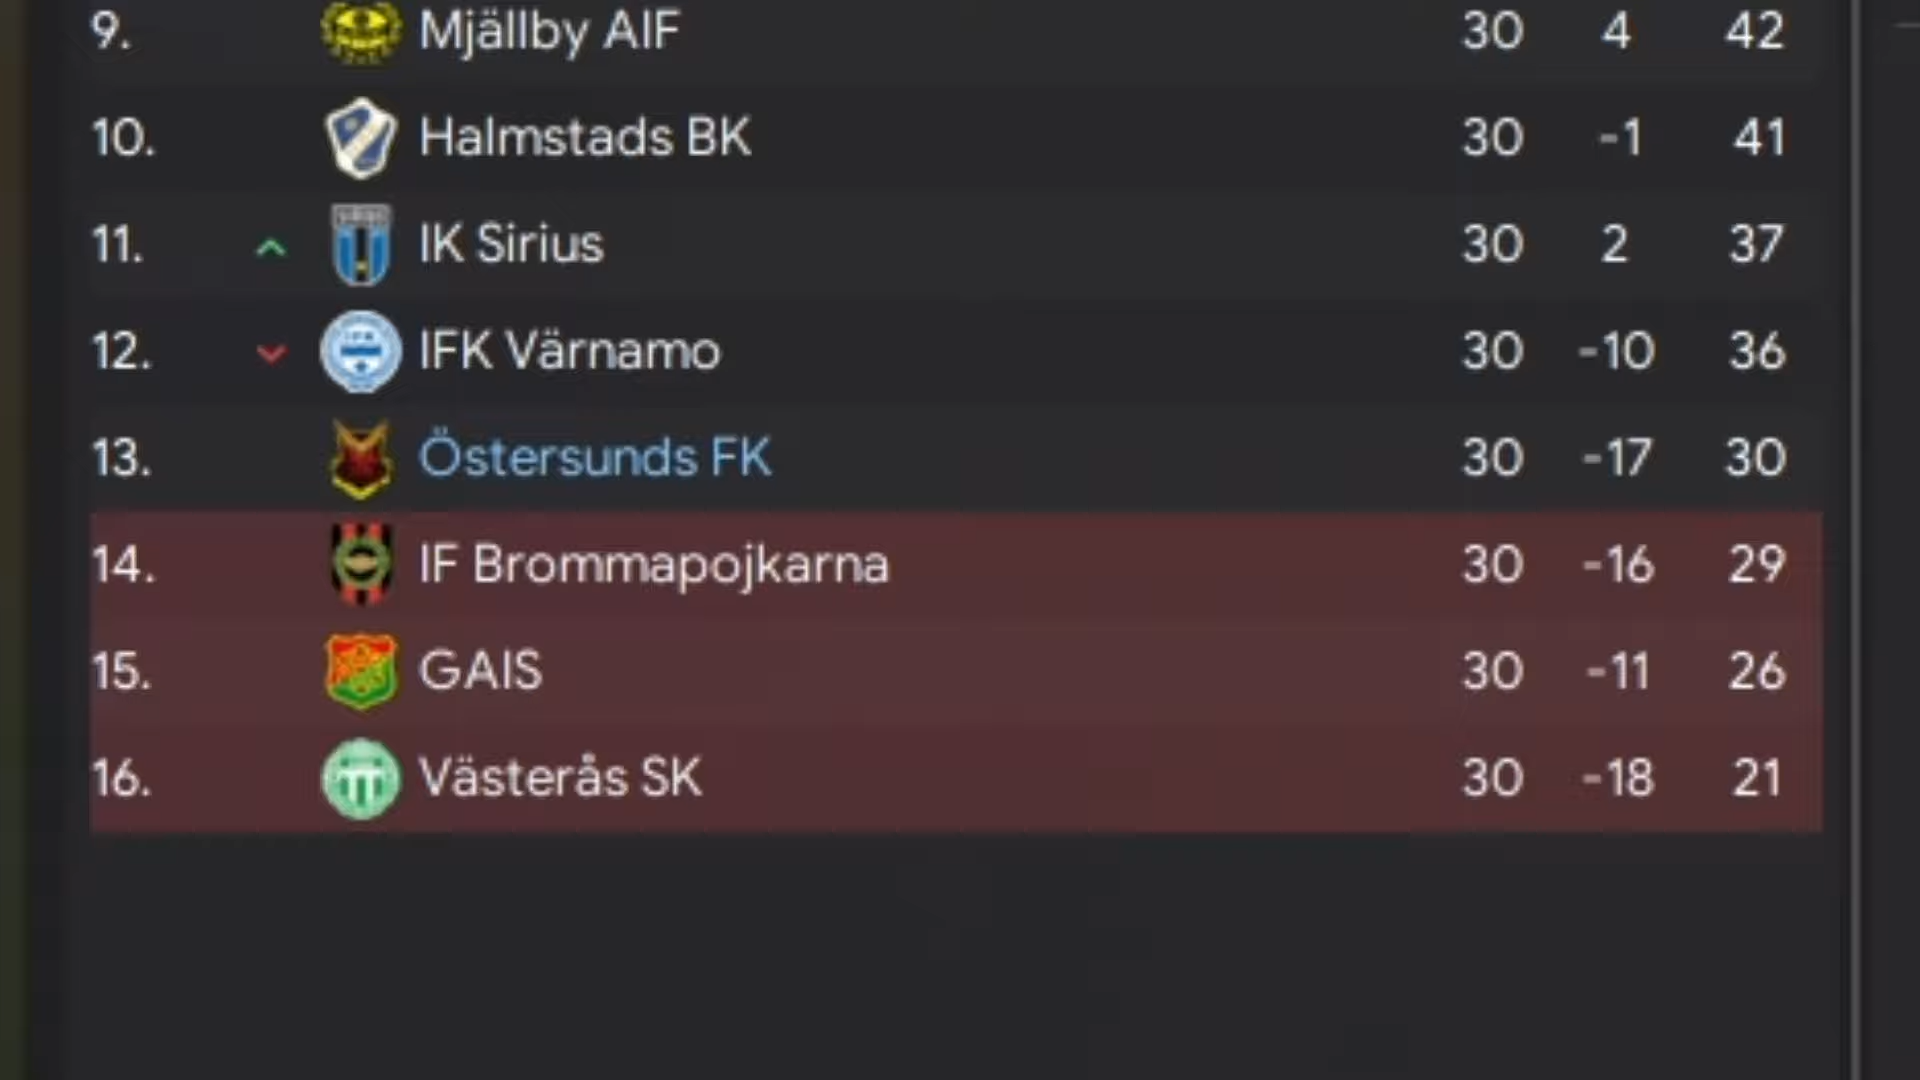 9. Mjällby AIF 30 4 42
10. Halmstads BK 30 -1 41
11. IK Sirius 30 2 37
12. IFK Värnamo 30 -10 36
13. Östersunds FK 30 -17 30
14. IF Brommapojkarna 30 -16 29
15. GAIS 30 -11 26
16. Västerås SK 30 -18 21